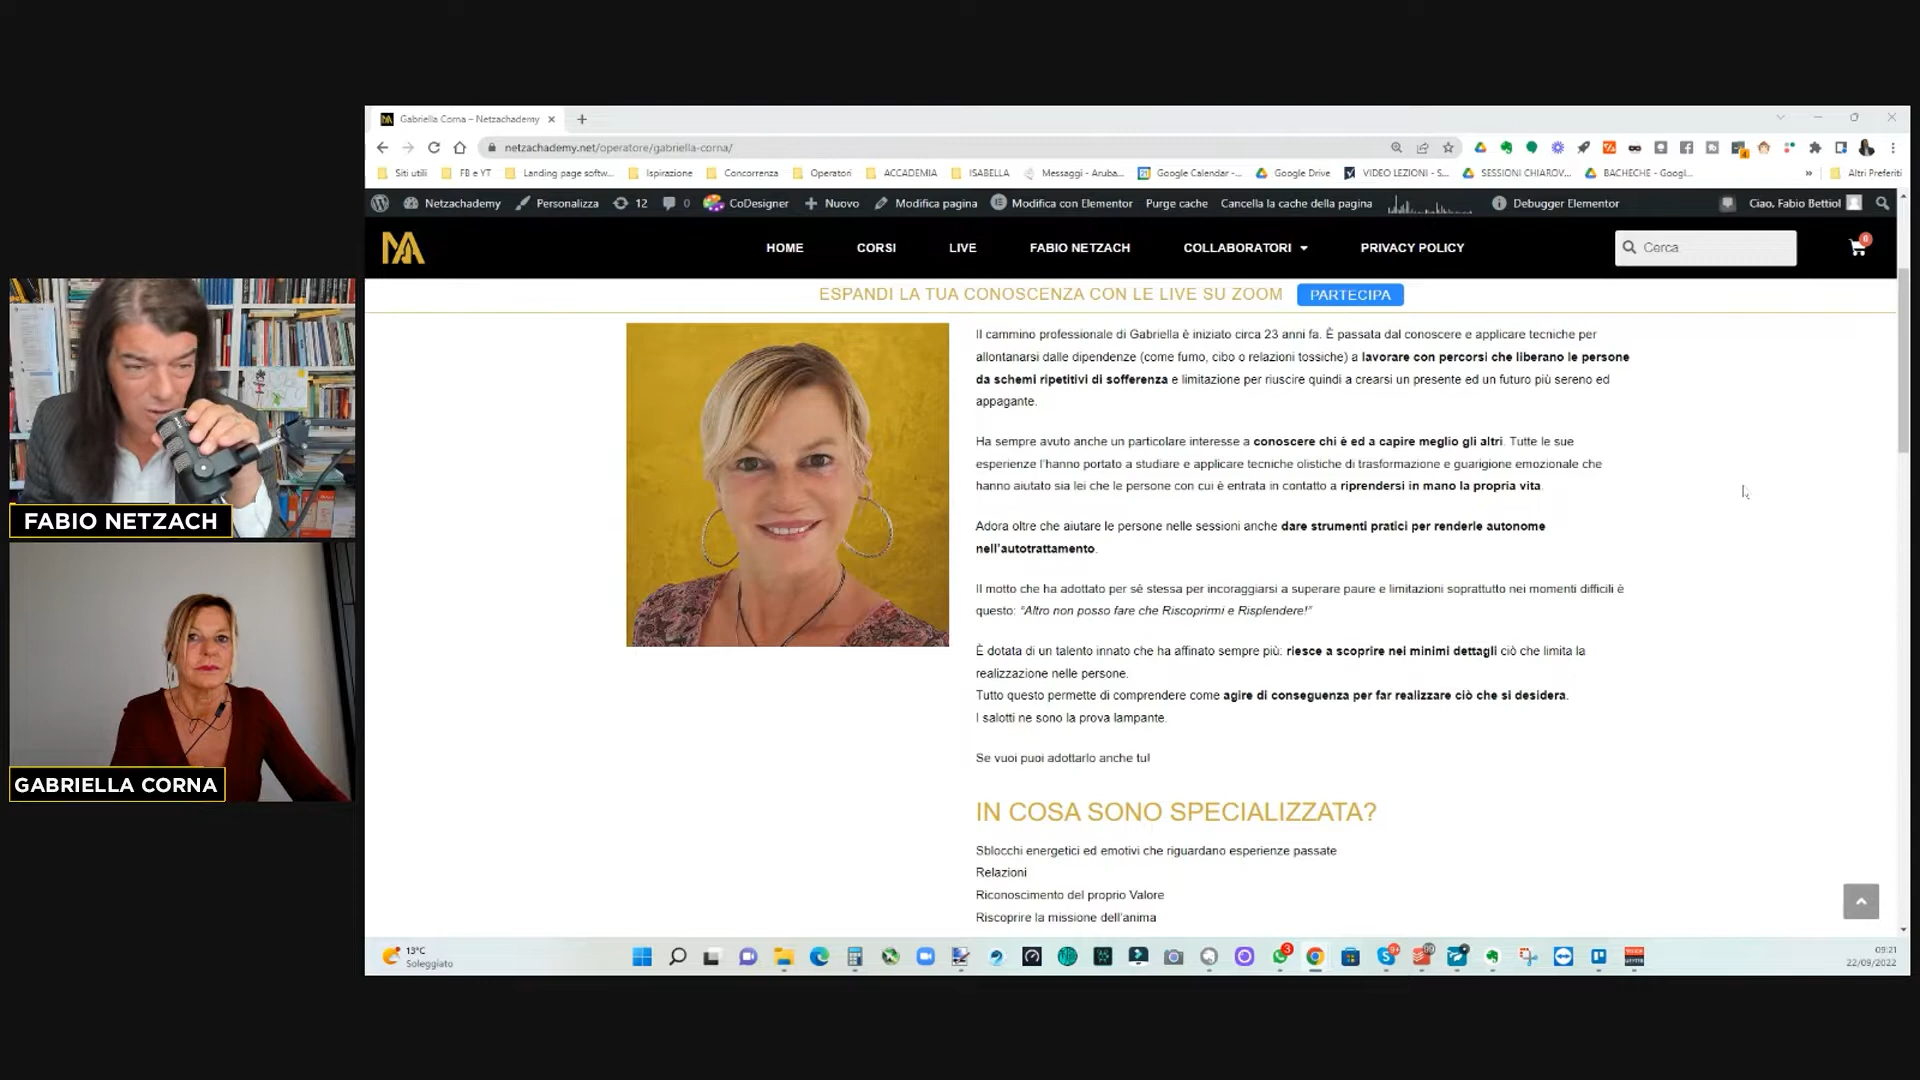 Gabriella Corna – Netzachademy
netzachademy.net/operatore/gabriella-corna/
Siti utili
FB e YT
Landing page softw...
Ispirazione
Concorrenza
Operatori
ACCADEMIA
ISABELLA
Messaggi - Aruba...
Google Calendar -...
Google Drive
VIDEO LEZIONI - S...
SESSIONI CHIAROV...
BACHECHE - Googl...
»
Altri Preferiti
Netzachademy
Personalizza
12
0
CoDesigner
Nuovo
Modifica pagina
Modifica con Elementor
Purge cache
Cancella la cache della pagina
Debugger Elementor
Ciao, Fabio Bettiol
HOME
CORSI
LIVE
FABIO NETZACH
COLLABORATORI
PRIVACY POLICY
Cerca
0
ESPANDI LA TUA CONOSCENZA CON LE LIVE SU ZOOM
PARTECIPA
Il cammino professionale di Gabriella è iniziato circa 23 anni fa. È passata dal conoscere e applicare tecniche per
allontanarsi dalle dipendenze (come fumo, cibo o relazioni tossiche) a lavorare con percorsi che liberano le persone
da schemi ripetitivi di sofferenza e limitazione per riuscire quindi a crearsi un presente ed un futuro più sereno ed
appagante.
Ha sempre avuto anche un particolare interesse a conoscere chi è ed a capire meglio gli altri. Tutte le sue
esperienze l'hanno portato a studiare e applicare tecniche olistiche di trasformazione e guarigione emozionale che
hanno aiutato sia lei che le persone con cui è entrata in contatto a riprendersi in mano la propria vita.
Adora oltre che aiutare le persone nelle sessioni anche dare strumenti pratici per renderle autonome
nell'autotrattamento.
Il motto che ha adottato per sé stessa per incoraggiarsi a superare paure e limitazioni soprattutto nei momenti difficili è
questo: "Altro non posso fare che Riscoprirmi e Risplendere!"
È dotata di un talento innato che ha affinato sempre più: riesce a scoprire nei minimi dettagli ciò che limita la
realizzazione nelle persone.
Tutto questo permette di comprendere come agire di conseguenza per far realizzare ciò che si desidera.
I salotti ne sono la prova lampante.
Se vuoi puoi adottarlo anche tu!
IN COSA SONO SPECIALIZZATA?
Sblocchi energetici ed emotivi che riguardano esperienze passate
Relazioni
Riconoscimento del proprio Valore
Riscoprire la missione dell'anima
FABIO NETZACH
GABRIELLA CORNA
13°C
Soleggiato
3
9+
99
09:21
22/09/2022